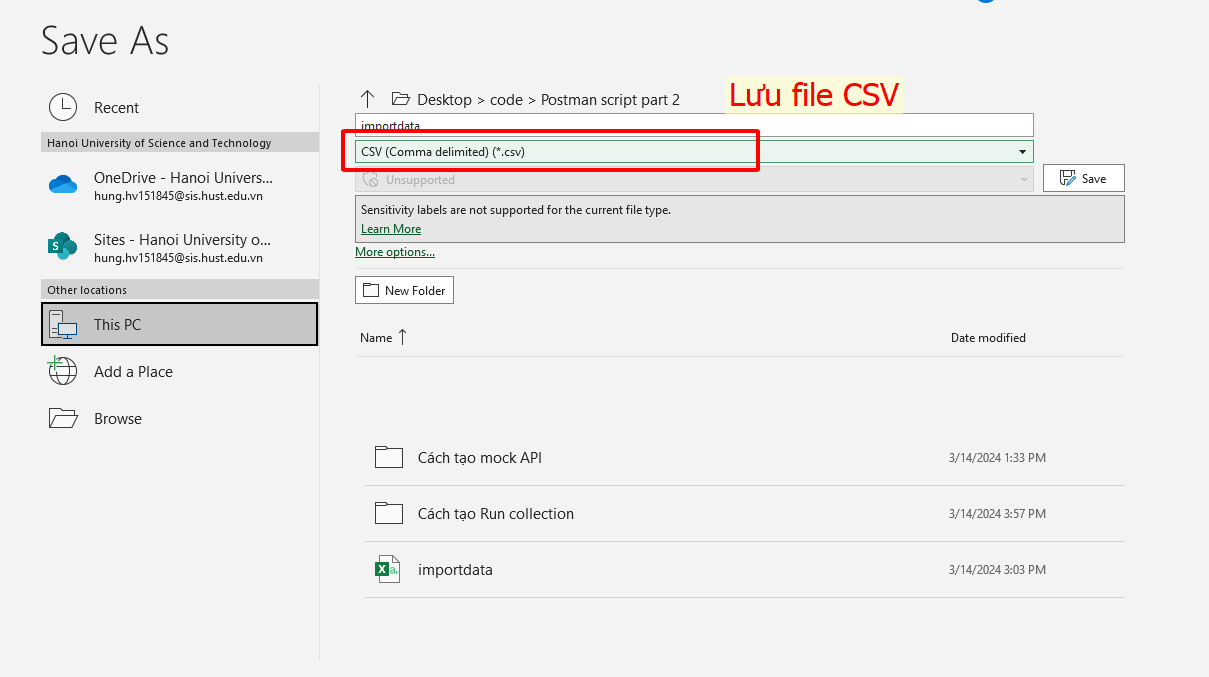 Save As
Recent
Hanoi University of Science and Technology
OneDrive - Hanoi Univers...
hung.hv151845@sis.hust.edu.vn
S
Sites - Hanoi University o...
hung.hv151845@sis.hust.edu.vn
Other locations
This PC
Add a Place
Browse
Desktop > code > Postman script part 2
Lưu file CSV
importdata
CSV (Comma delimited) (*.csv)
Unsupported
Save
Sensitivity labels are not supported for the current file type.
Learn More
More options...
New Folder
Name ↑ Date modified
Cách tạo mock API 3/14/2024 1:33 PM
Cách tạo Run collection 3/14/2024 3:57 PM
X a, importdata 3/14/2024 3:03 PM